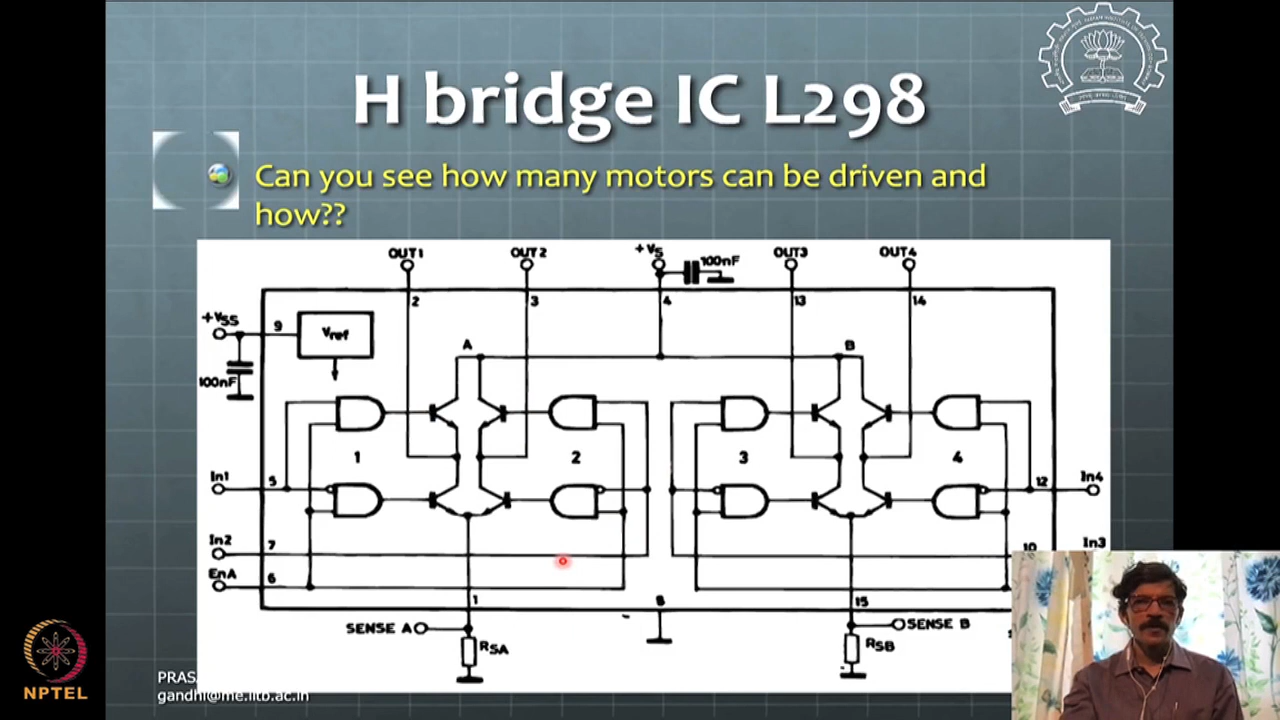 H bridge IC L298
Can you see how many motors can be driven and
how??
OUT1 OUT2 +VS 100nF OUT3 OUT4
2 3 4 13 14
+VSS 9 Vref
A B
100nF
1 2 3 4
In1 5 12 In4
In2 7 10 In3
EnA 6
1 8 15
SENSE A SENSE B
RSA RSB
PRAS
gandhi@me.iitb.ac.in
NPTEL